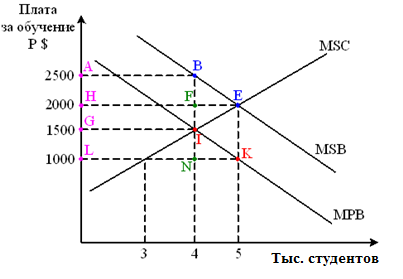 Плата
за обучение
P $
MSC
A
B
2500
H
F
E
2000
G
1500
I
MSB
L
1000
N
K
MPB
3
4
5
Тыс. студентов